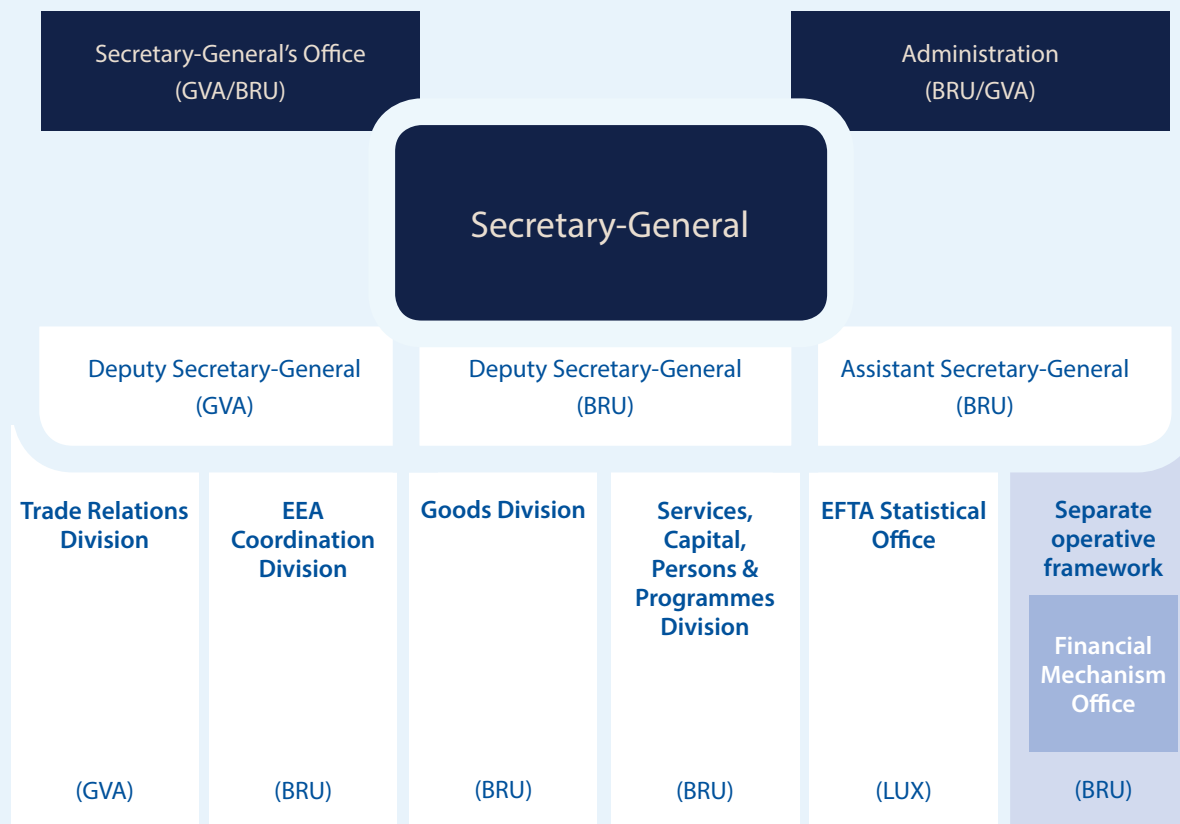 Secretary-General’s Office
(GVA/BRU)
Administration
(BRU/GVA)
Secretary-General
Deputy Secretary-General
(GVA)
Deputy Secretary-General
(BRU)
Assistant Secretary-General
(BRU)
Trade Relations
Division
(GVA)
EEA
Coordination
Division
(BRU)
Goods Division
(BRU)
Services,
Capital,
Persons &
Programmes
Division
(BRU)
EFTA Statistical
Office
(LUX)
Separate
operative
framework
Financial
Mechanism
Office
(BRU)